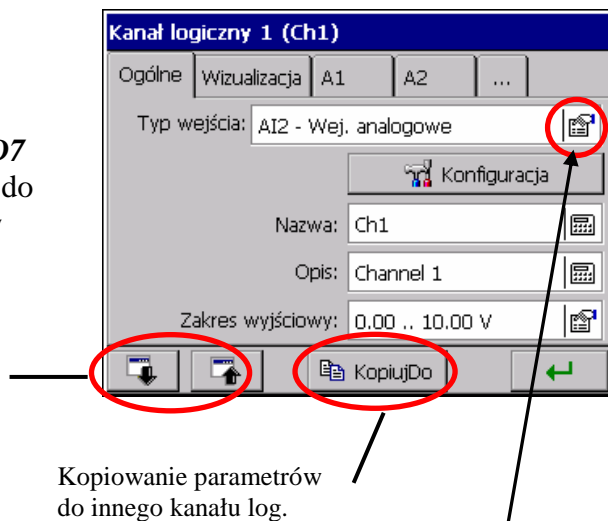 Kanał logiczny 1 (Ch1)
Ogólne Wizualizacja A1 A2 ...
Typ wejścia: AI2 - Wej. analogowe
Konfiguracja
Nazwa: Ch1
Opis: Channel 1
Zakres wyjściowy: 0.00 .. 10.00 V
KopiujDo
do
Kopiowanie parametrów
do innego kanału log.